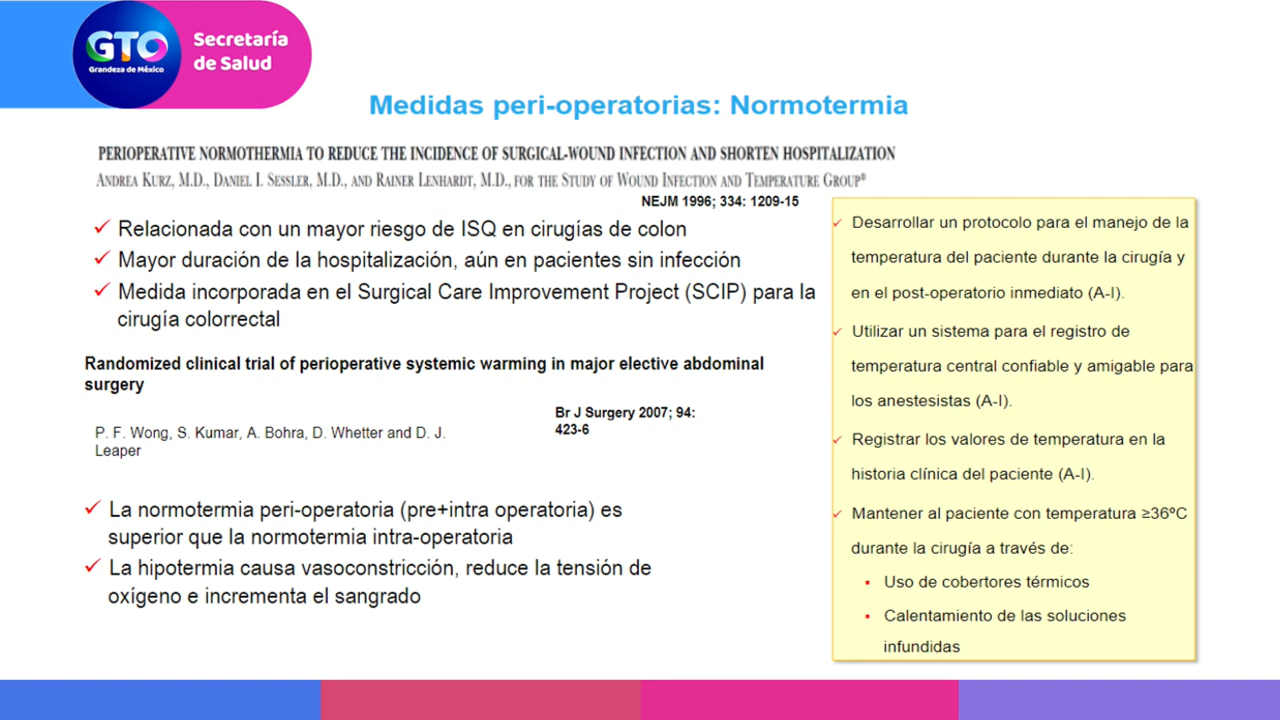 GTO
Grandeza de México
Secretaría
de Salud
Medidas peri-operatorias: Normotermia
PERIOPERATIVE NORMOTHERMIA TO REDUCE THE INCIDENCE OF SURGICAL-WOUND INFECTION AND SHORTEN HOSPITALIZATION
ANDREA KURZ, M.D., DANIEL I. SESSLER, M.D., AND RAINER LENHARDT, M.D., FOR THE STUDY OF WOUND INFECTION AND TEMPERATURE GROUP*
NEJM 1996; 334: 1209-15
✓ Relacionada con un mayor riesgo de ISQ en cirugías de colon
✓ Mayor duración de la hospitalización, aún en pacientes sin infección
✓ Medida incorporada en el Surgical Care Improvement Project (SCIP) para la
cirugía colorrectal
Randomized clinical trial of perioperative systemic warming in major elective abdominal
surgery
Br J Surgery 2007; 94:
423-6
P. F. Wong, S. Kumar, A. Bohra, D. Whetter and D. J.
Leaper
✓ La normotermia peri-operatoria (pre+intra operatoria) es
superior que la normotermia intra-operatoria
✓ La hipotermia causa vasoconstricción, reduce la tensión de
oxígeno e incrementa el sangrado
✓ Desarrollar un protocolo para el manejo de la
temperatura del paciente durante la cirugía y
en el post-operatorio inmediato (A-I).
✓ Utilizar un sistema para el registro de
temperatura central confiable y amigable para
los anestesistas (A-I).
✓ Registrar los valores de temperatura en la
historia clínica del paciente (A-I).
✓ Mantener al paciente con temperatura ≥36ºC
durante la cirugía a través de:
▪ Uso de cobertores térmicos
▪ Calentamiento de las soluciones
infundidas